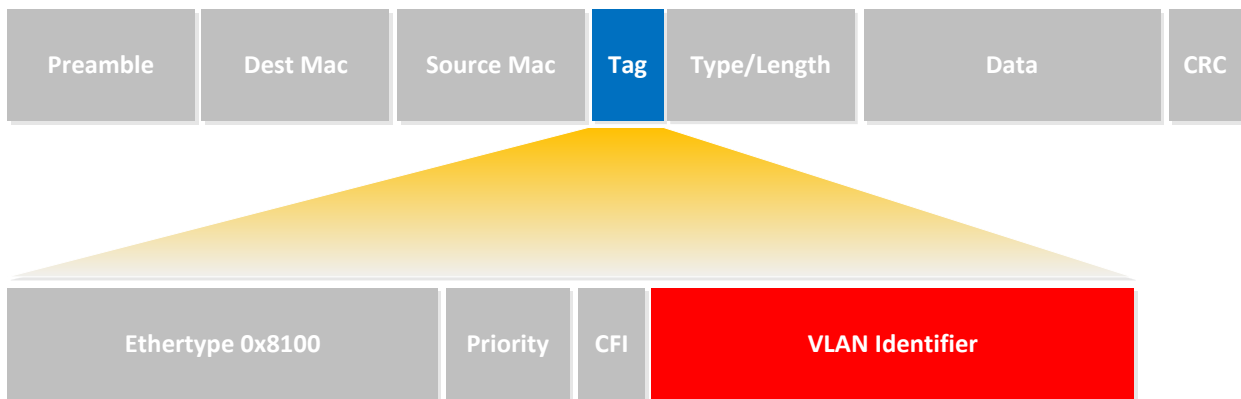 Preamble
Dest Mac
Source Mac
Tag
Type/Length
Data
CRC
Ethertype 0x8100
Priority
CFI
VLAN Identifier